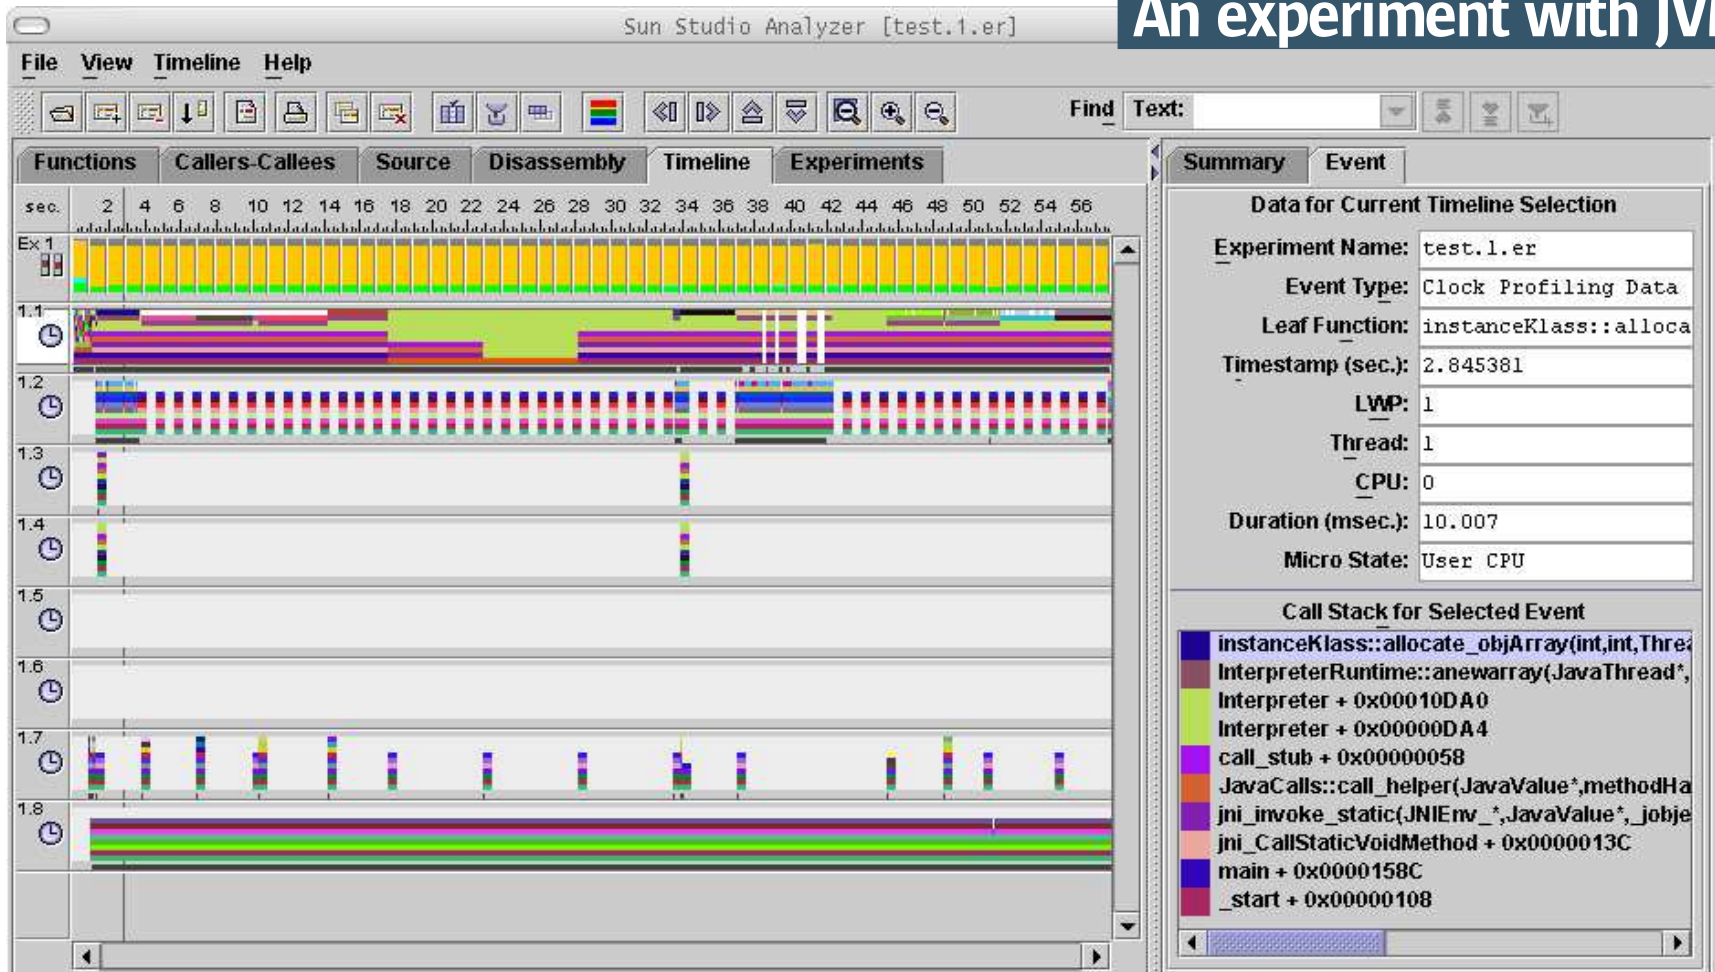 An experiment with JVM
Sun Studio Analyzer [test.1.er]
File View Timeline Help
Find Text:
Functions Callers-Callees Source Disassembly Timeline Experiments
Summary Event
sec. 2 4 6 8 10 12 14 16 18 20 22 24 26 28 30 32 34 36 38 40 42 44 46 48 50 52 54 56
Ex 1
1.1
1.2
1.3
1.4
1.5
1.6
1.7
1.8
Data for Current Timeline Selection
Experiment Name: test.1.er
Event Type: Clock Profiling Data
Leaf Function: instanceKlass::alloca
Timestamp (sec.): 2.845381
LWP: 1
Thread: 1
CPU: 0
Duration (msec.): 10.007
Micro State: User CPU
Call Stack for Selected Event
instanceKlass::allocate_objArray(int,int,Threa
InterpreterRuntime::anewarray(JavaThread*,
Interpreter + 0x00010DA0
Interpreter + 0x00000DA4
call_stub + 0x00000058
JavaCalls::call_helper(JavaValue*,methodHa
jni_invoke_static(JNIEnv_*,JavaValue*,_jobje
jni_CallStaticVoidMethod + 0x0000013C
main + 0x0000158C
_start + 0x00000108